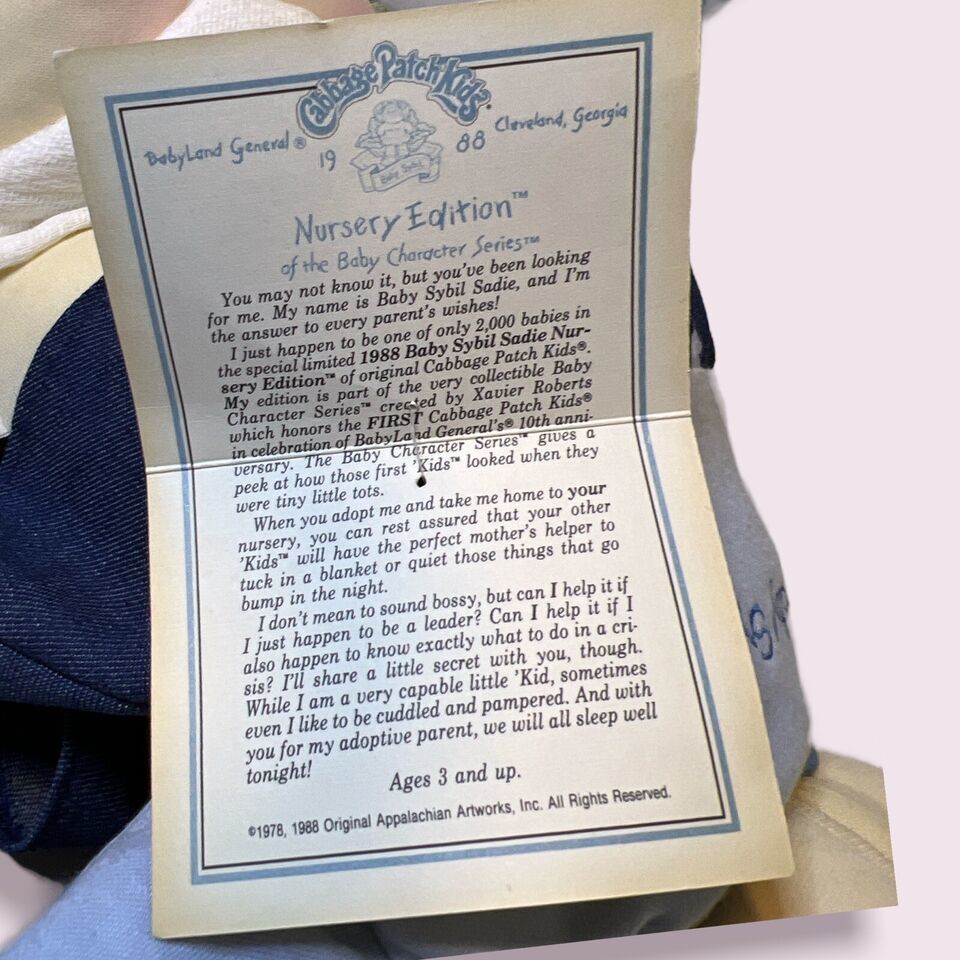 Cabbage Patch Kids®
BabyLand General® 1988 Cleveland, Georgia
Baby Sybil
Nursery Edition™
of the Baby Character Series™
You may not know it, but you've been looking
for me. My name is Baby Sybil Sadie, and I'm
the answer to every parent's wishes!
I just happen to be one of only 2,000 babies in
the special limited 1988 Baby Sybil Sadie Nur-
sery Edition™ of original Cabbage Patch Kids®.
My edition is part of the very collectible Baby
Character Series™ created by Xavier Roberts
which honors the FIRST Cabbage Patch Kids®
in celebration of BabyLand General's® 10th anni-
versary. The Baby Character Series™ gives a
peek at how those first 'Kids™ looked when they
were tiny little tots.
When you adopt me and take me home to your
nursery, you can rest assured that your other
'Kids™ will have the perfect mother's helper to
tuck in a blanket or quiet those things that go
bump in the night.
I don't mean to sound bossy, but can I help it if
I just happen to be a leader? Can I help it if I
also happen to know exactly what to do in a cri-
sis? I'll share a little secret with you, though.
While I am a very capable little 'Kid, sometimes
even I like to be cuddled and pampered. And with
you for my adoptive parent, we will all sleep well
tonight!
Ages 3 and up.
©1978, 1988 Original Appalachian Artworks, Inc. All Rights Reserved.